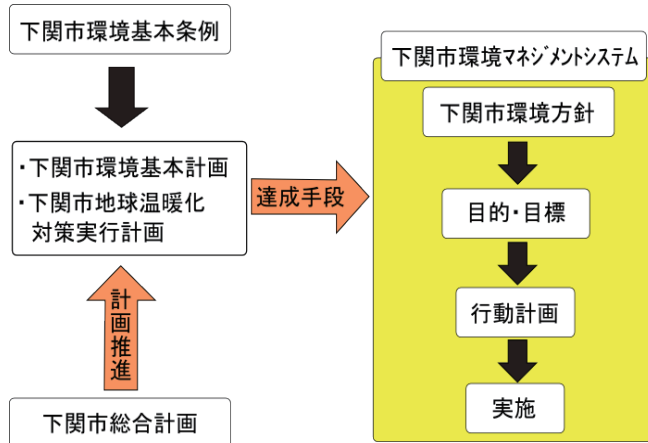 下関市環境基本条例
・下関市環境基本計画
・下関市地球温暖化
対策実行計画
達成手段
計画推進
下関市総合計画
下関市環境マネジメントシステム
下関市環境方針
目的・目標
行動計画
実施